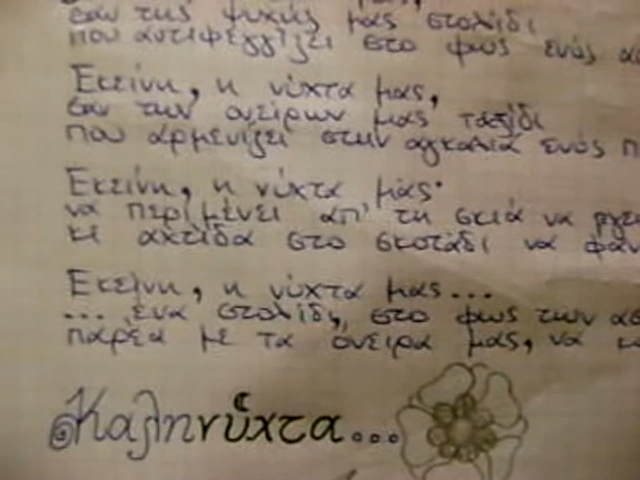 σαν της ψυχής μας στολίδι
που αντιφεγγίζει στο φως ενός
Εκείνη, η νύχτα μας,
σαν των ονείρων μας ταξίδι
που αρμενίζει στην αγκαλιά ενός
Εκείνη, η νύχτα μας·
να περιμένει απ' τη σκιά να
κι αχτίδα στο σκοτάδι να
Εκείνη, η νύχτα μας...
... ένα στολίδι, στο φως των
παρέα με τα όνειρα μας, να
Καληνύχτα...